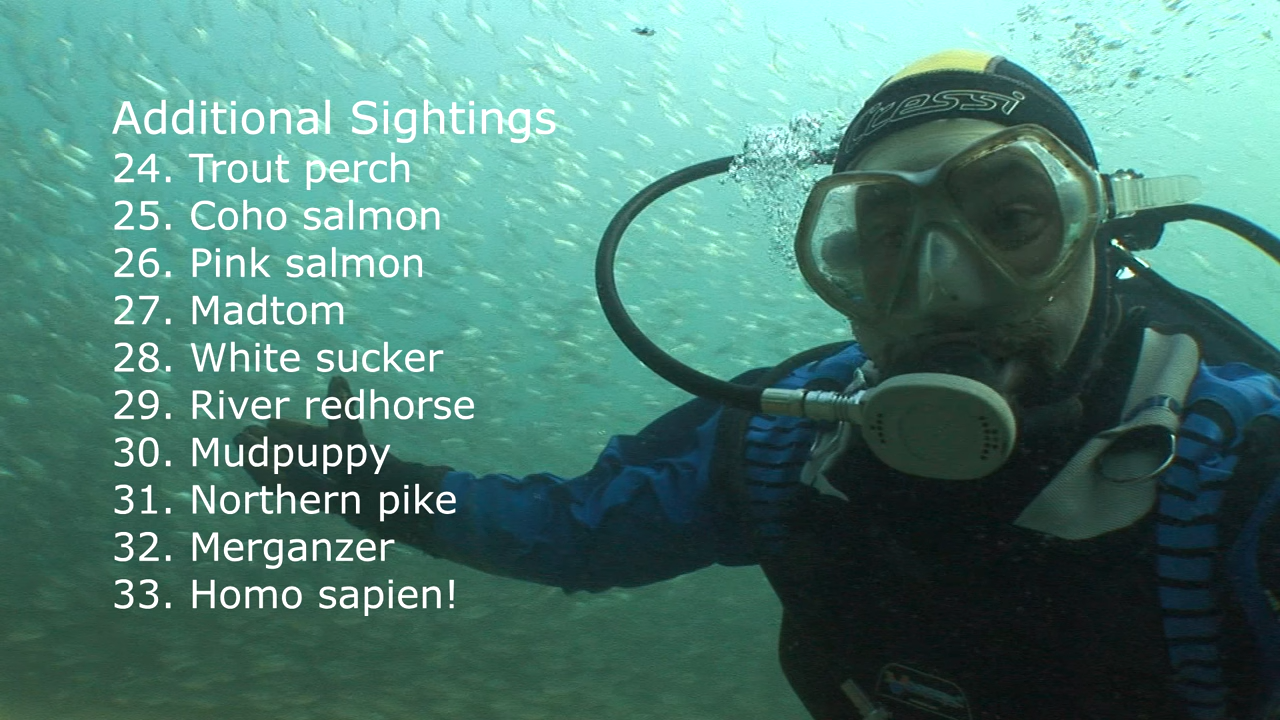 Additional Sightings
24. Trout perch
25. Coho salmon
26. Pink salmon
27. Madtom
28. White sucker
29. River redhorse
30. Mudpuppy
31. Northern pike
32. Merganzer
33. Homo sapien!